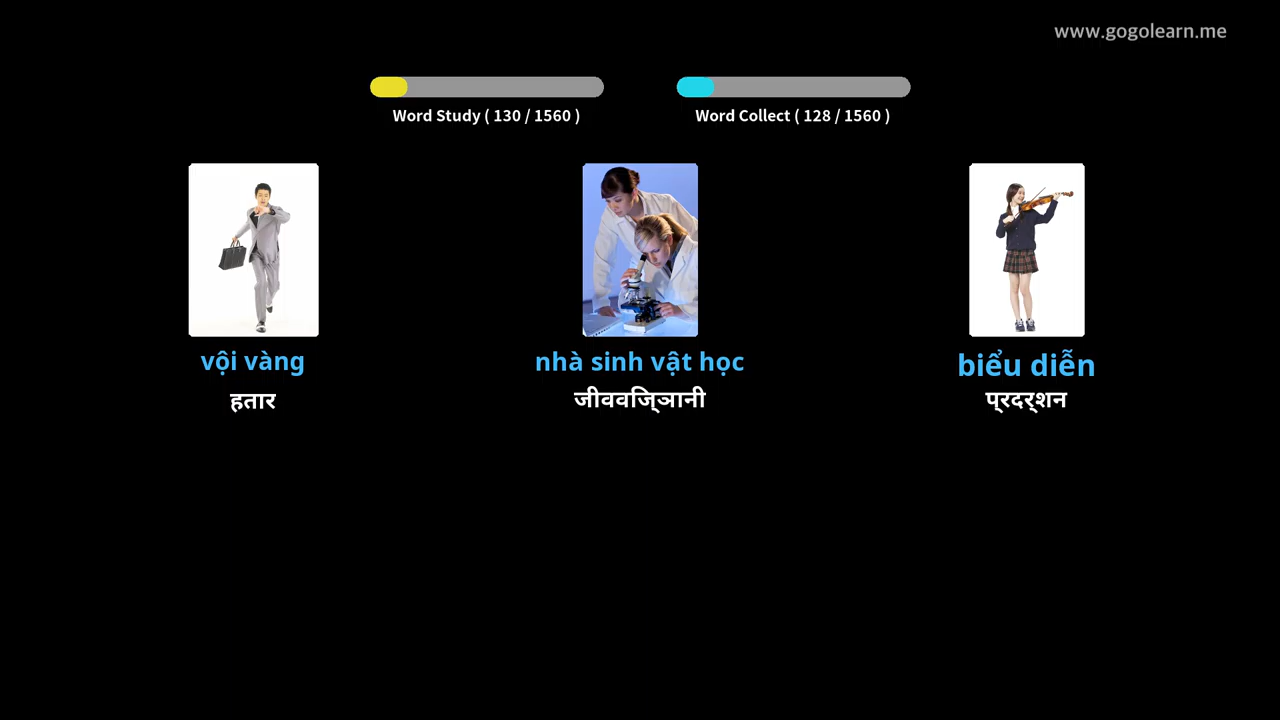 www.gogolearn.me
Word Study ( 130 / 1560 )
Word Collect ( 128 / 1560 )
vội vàng
nhà sinh vật học
biểu diễn
हतार
जीववज्ञिानी
प्रदर्शन